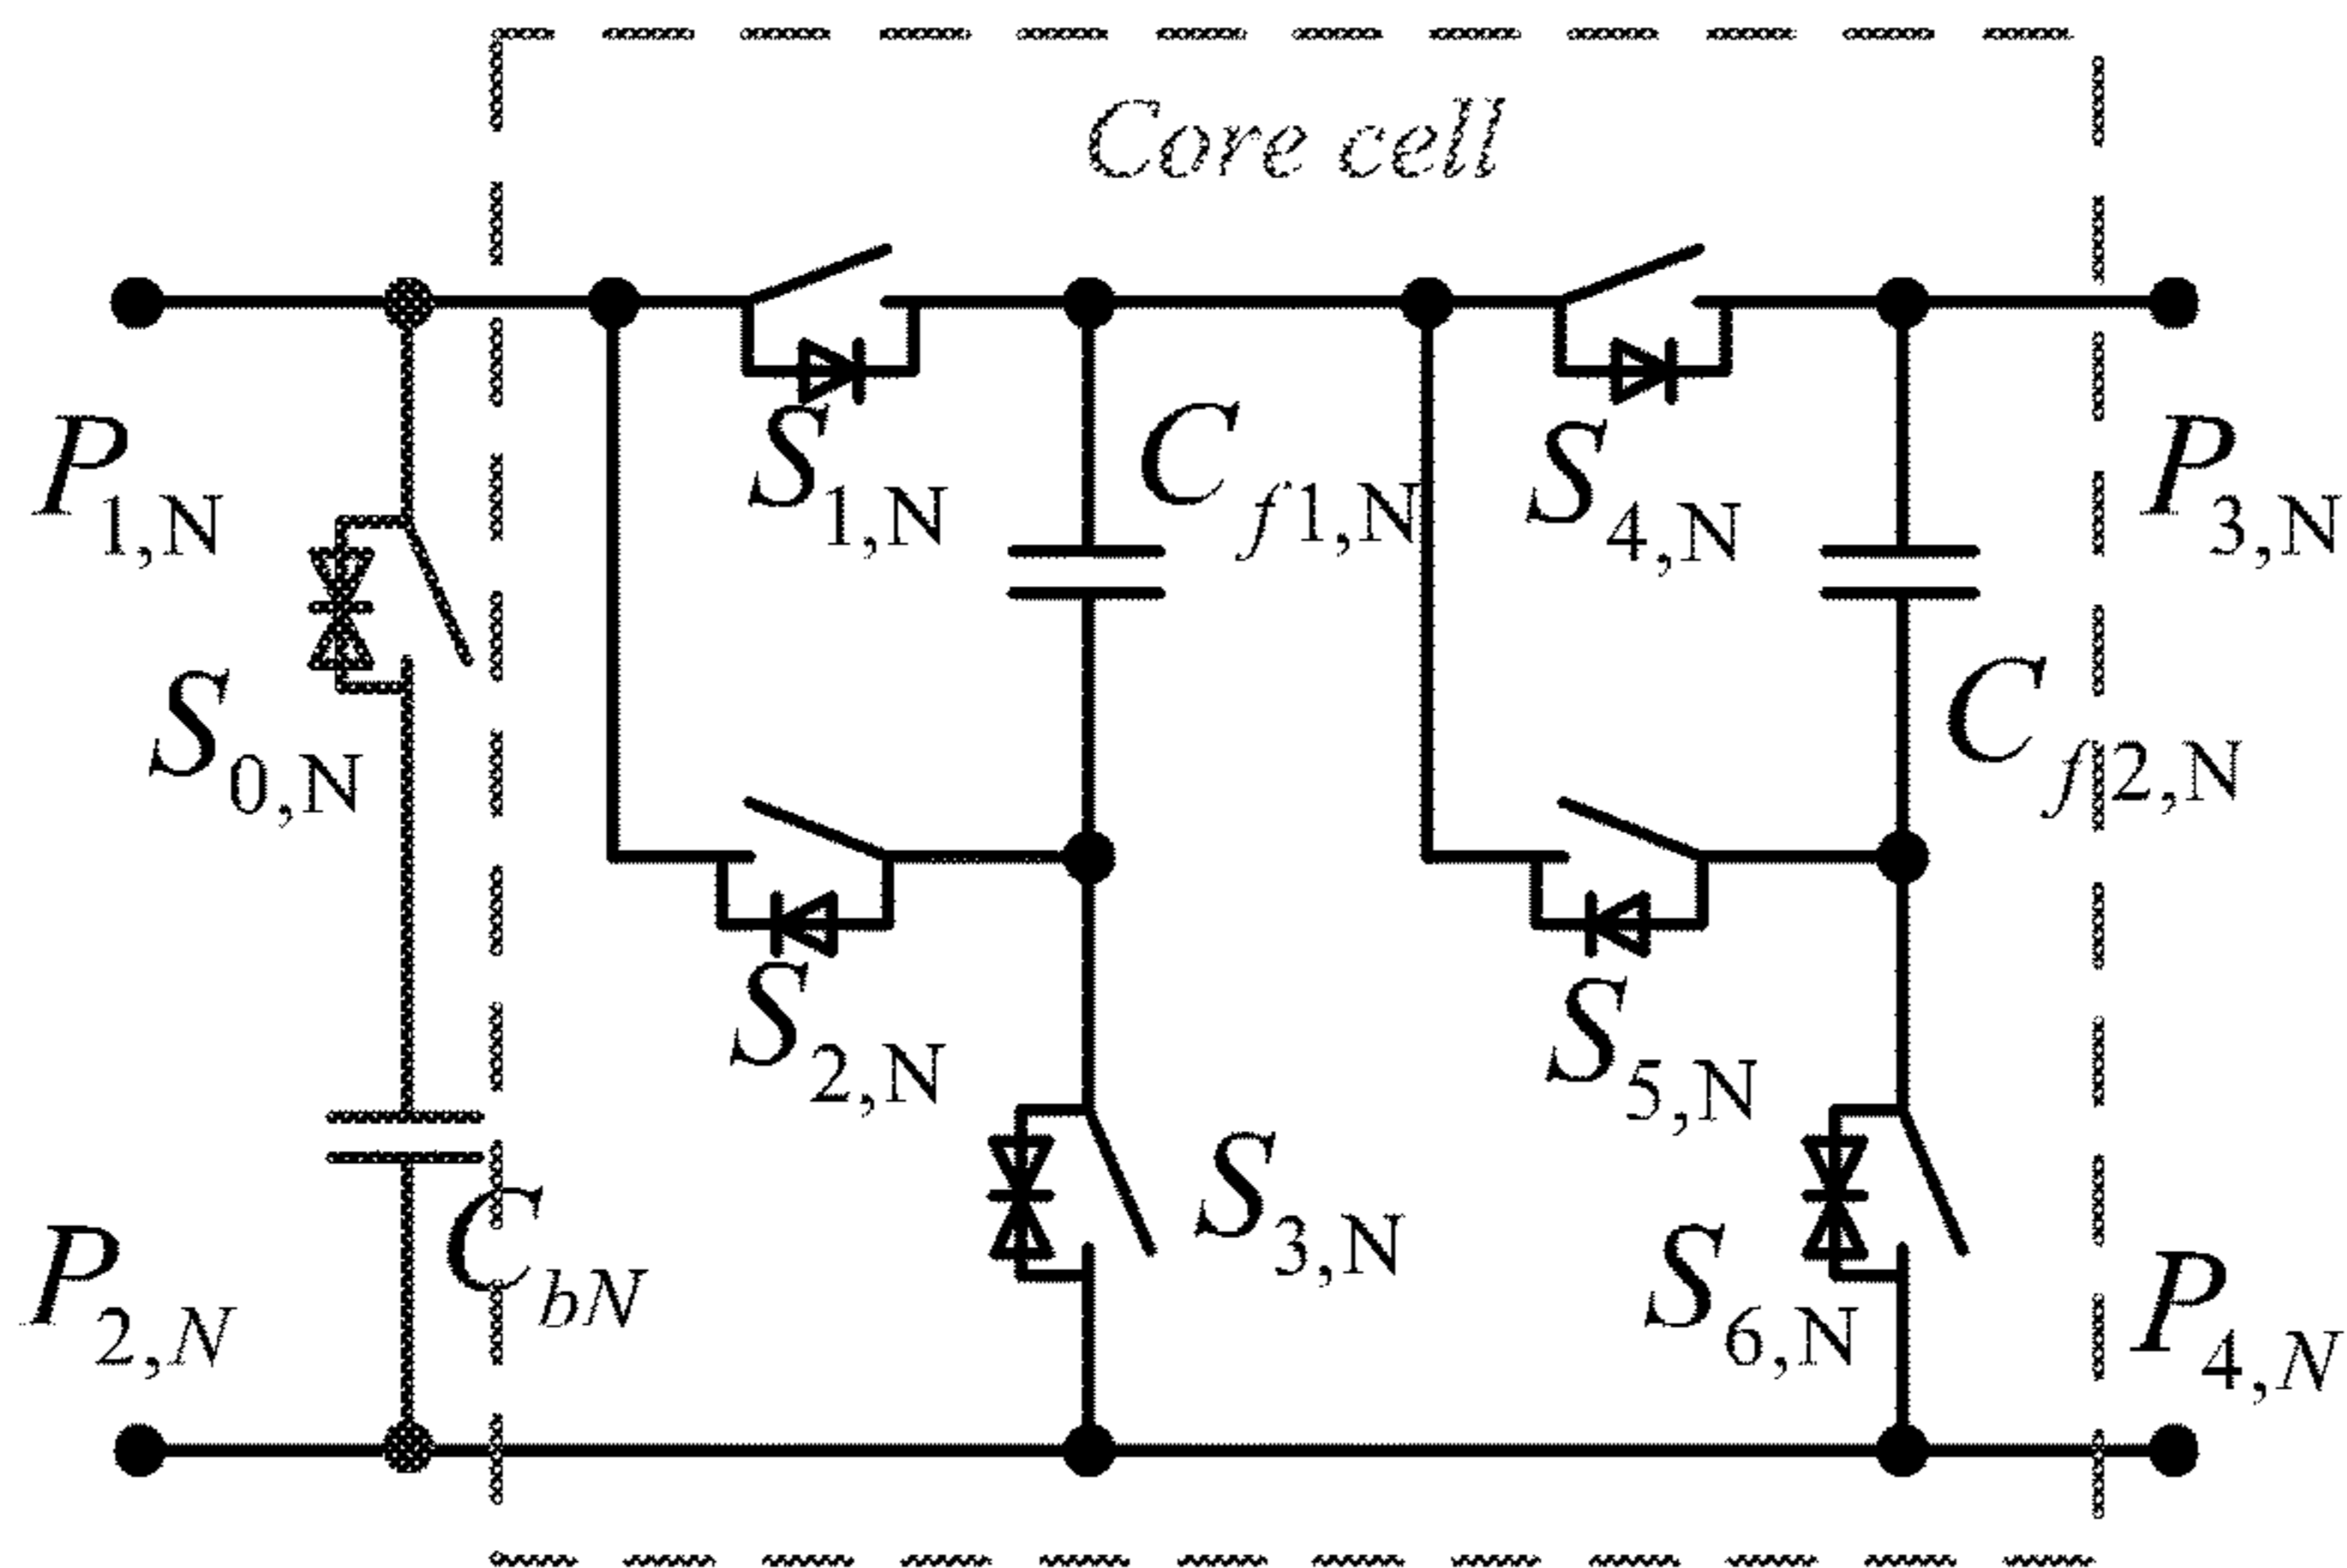 Core cell
P1,N
S1,N
Cf1,N
S4,N
P3,N
S0,N
Cf2,N
S2,N
S5,N
S3,N
CbN
P2,N
S6,N
P4,N